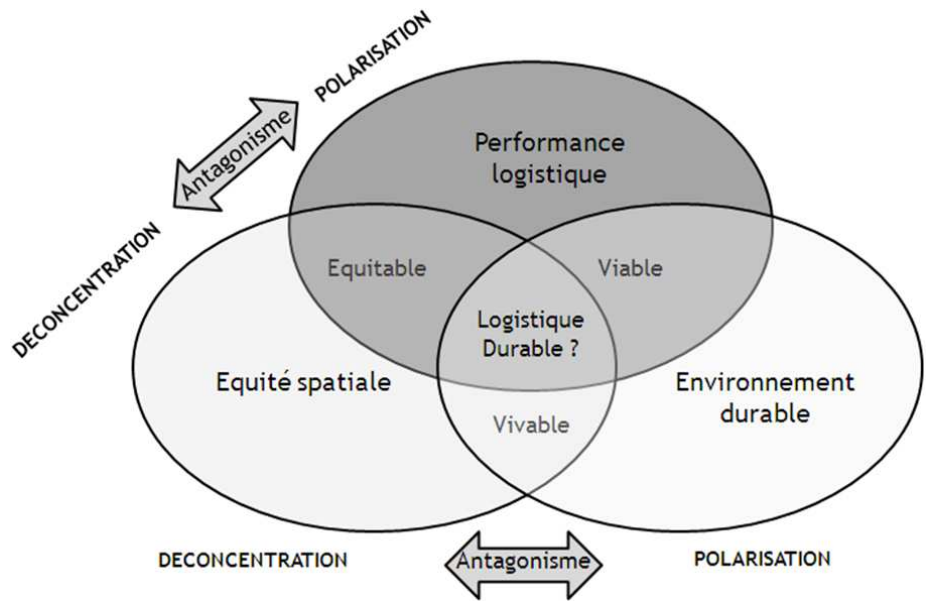 POLARISATION
Antagonisme
DECONCENTRATION
Performance
logistique
Equitable
Viable
Logistique
Durable ?
Equité spatiale
Environnement
durable
Vivable
DECONCENTRATION
Antagonisme
POLARISATION